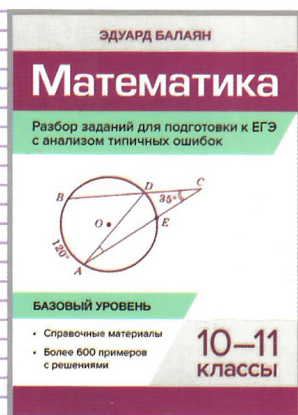 ЭДУАРД БАЛАЯН
Математика
Разбор заданий для подготовки к ЕГЭ
с анализом типичных ошибок
B
D
C
35°
O
E
120°
A
БАЗОВЫЙ УРОВЕНЬ
• Справочные материалы
• Более 600 примеров
с решениями
10–11
классы